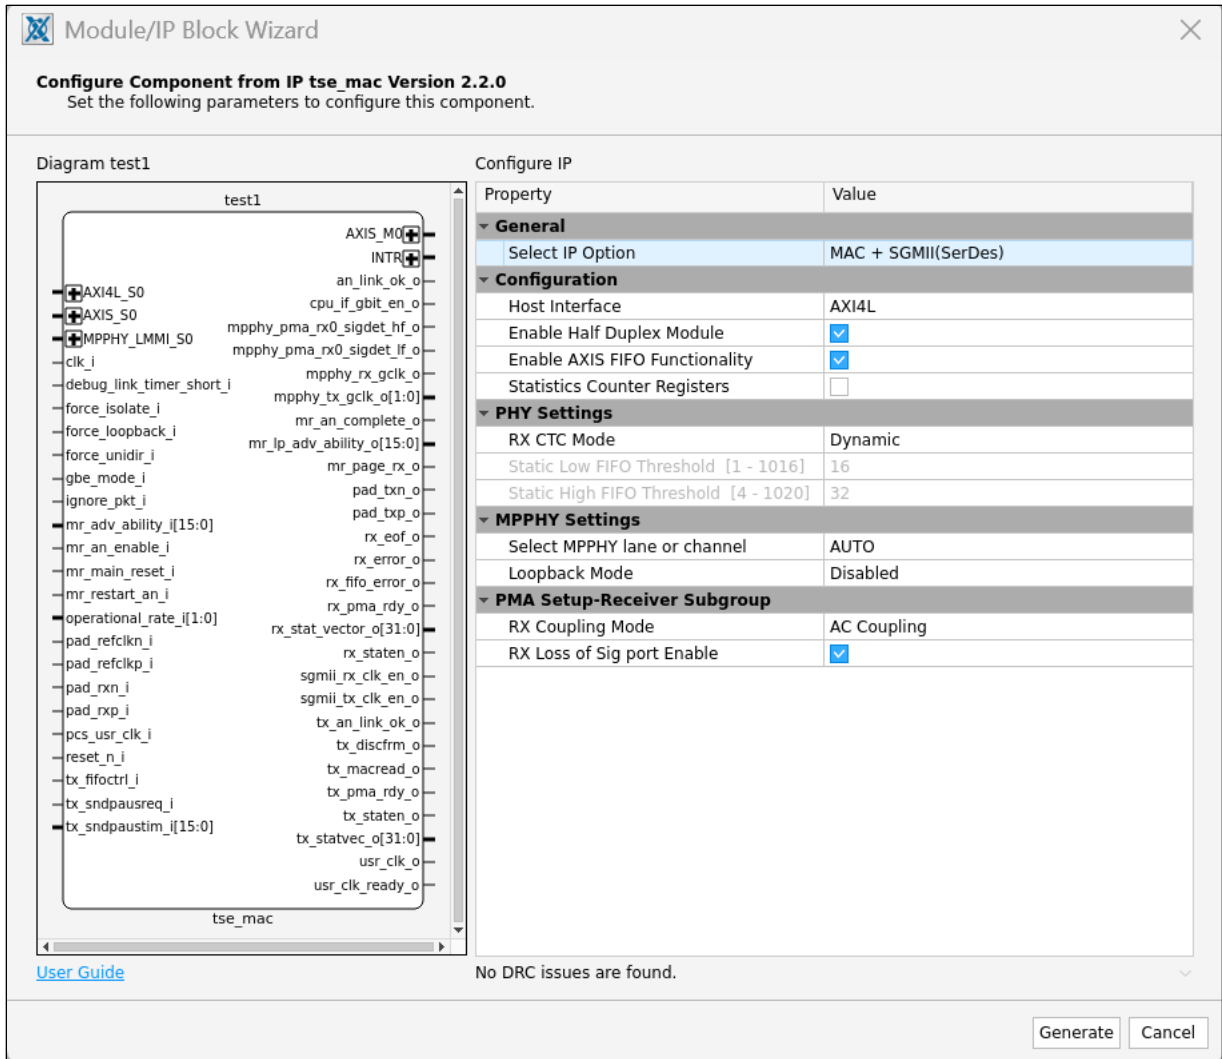 Module/IP Block Wizard
Configure Component from IP tse_mac Version 2.2.0
Set the following parameters to configure this component.
Diagram test1
test1
AXIS_M0
INTR
an_link_ok_o
cpu_if_gbit_en_o
mpphy_pma_rx0_sigdet_hf_o
mpphy_pma_rx0_sigdet_lf_o
mpphy_rx_gclk_o
mpphy_tx_gclk_o[1:0]
mr_an_complete_o
mr_lp_adv_ability_o[15:0]
mr_page_rx_o
pad_txn_o
pad_txp_o
rx_eof_o
rx_error_o
rx_fifo_error_o
rx_pma_rdy_o
rx_stat_vector_o[31:0]
rx_staten_o
sgmii_rx_clk_en_o
sgmii_tx_clk_en_o
tx_an_link_ok_o
tx_discfrm_o
tx_macread_o
tx_pma_rdy_o
tx_staten_o
tx_statvec_o[31:0]
usr_clk_o
usr_clk_ready_o
AXI4L_S0
AXIS_S0
MPPHY_LMMI_S0
clk_i
debug_link_timer_short_i
force_isolate_i
force_loopback_i
force_unidir_i
gbe_mode_i
ignore_pkt_i
mr_adv_ability_i[15:0]
mr_an_enable_i
mr_main_reset_i
mr_restart_an_i
operational_rate_i[1:0]
pad_refclkn_i
pad_refclkp_i
pad_rxn_i
pad_rxp_i
pcs_usr_clk_i
reset_n_i
tx_fifoctrl_i
tx_sndpausreq_i
tx_sndpaustim_i[15:0]
tse_mac
User Guide
Configure IP
Property Value
General
Select IP Option MAC + SGMII(SerDes)
Configuration
Host Interface AXI4L
Enable Half Duplex Module
Enable AXIS FIFO Functionality
Statistics Counter Registers
PHY Settings
RX CTC Mode Dynamic
Static Low FIFO Threshold [1 - 1016] 16
Static High FIFO Threshold [4 - 1020] 32
MPPHY Settings
Select MPPHY lane or channel AUTO
Loopback Mode Disabled
PMA Setup-Receiver Subgroup
RX Coupling Mode AC Coupling
RX Loss of Sig port Enable
No DRC issues are found.
Generate Cancel